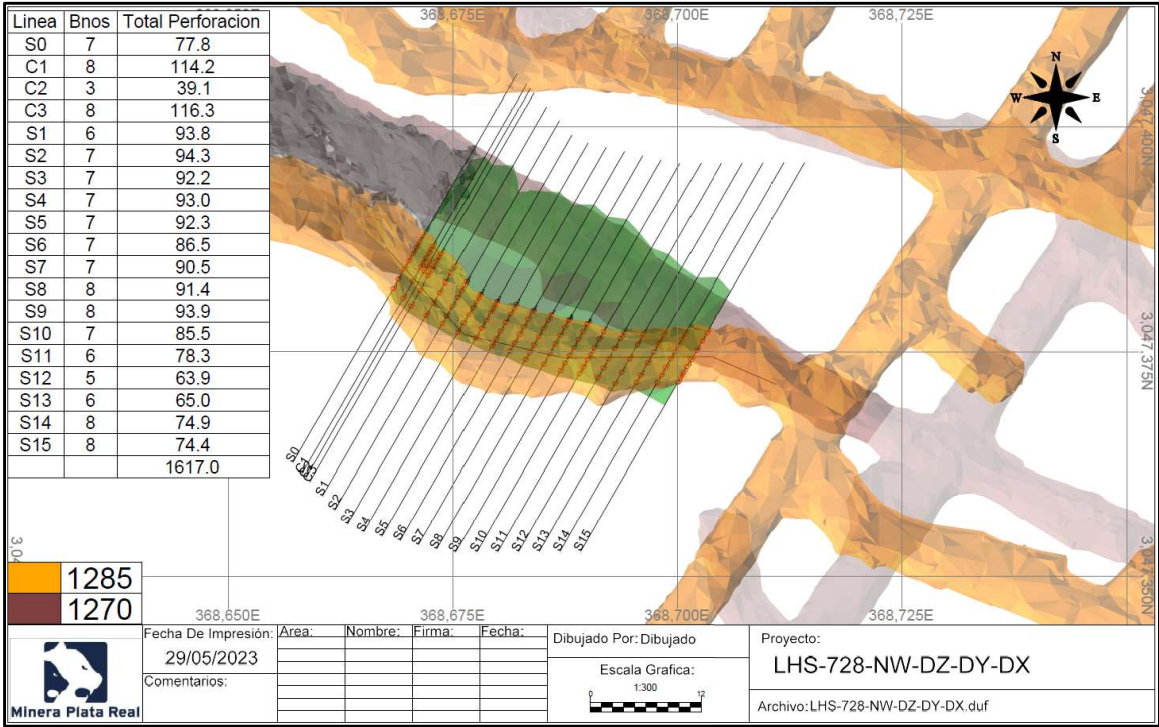 Linea Bnos Total Perforacion
S0 7 77.8
C1 8 114.2
C2 3 39.1
C3 8 116.3
S1 6 93.8
S2 7 94.3
S3 7 92.2
S4 7 93.0
S5 7 92.3
S6 7 86.5
S7 7 90.5
S8 8 91.4
S9 8 93.9
S10 7 85.5
S11 6 78.3
S12 5 63.9
S13 6 65.0
S14 8 74.9
S15 8 74.4
1617.0
368,675E
368,700E
368,725E
N
W E
S
3,047,400N
3,047,375N
3,047,350N
S0
S1
S2
S3
S4
S5
S6
S7
S8
S9
S10
S11
S12
S13
S14
S15
3,04
1285
1270
368,650E
368,675E
368,700E
368,725E
Minera Plata Real
Fecha De Impresión:
29/05/2023
Comentarios:
Area: Nombre: Firma: Fecha:
Dibujado Por: Dibujado
Escala Grafica:
1:300
0 12
Proyecto:
LHS-728-NW-DZ-DY-DX
Archivo: LHS-728-NW-DZ-DY-DX.duf